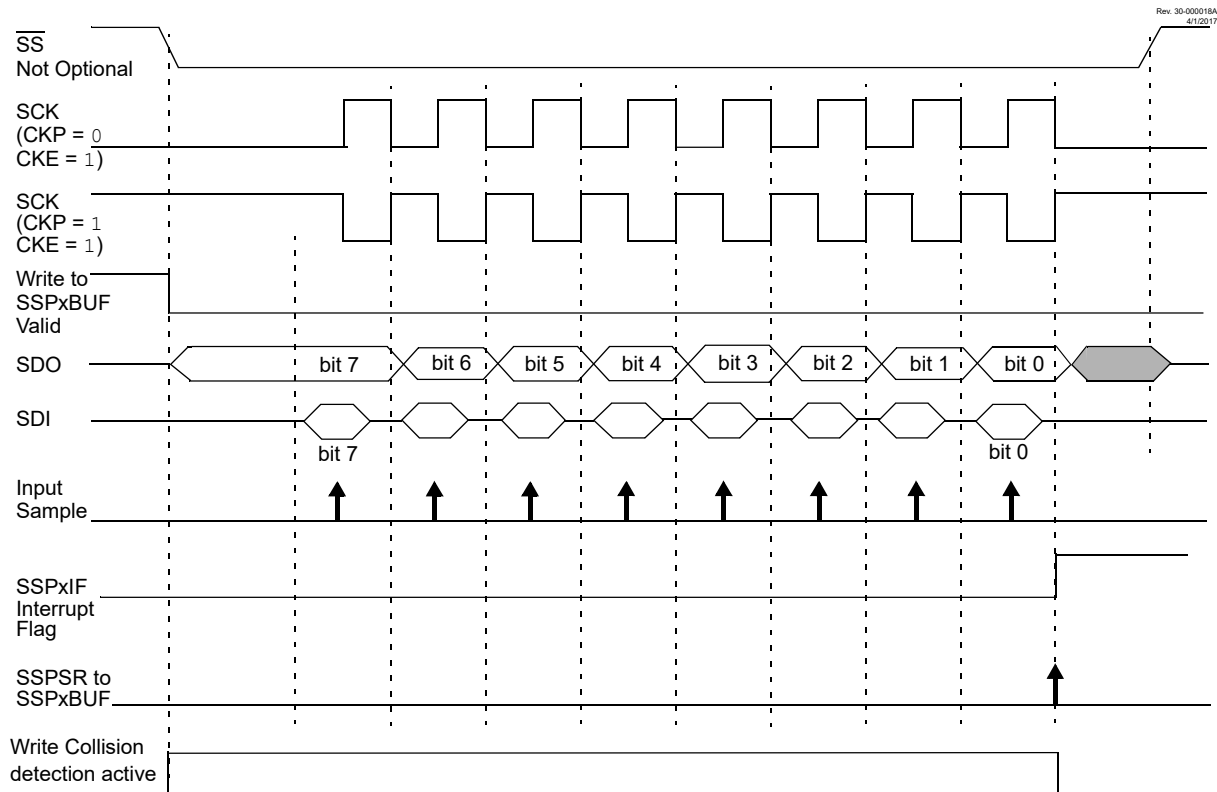 Rev. 30-000018A
4/1/2017
SS
Not Optional
SCK
(CKP = 0
CKE = 1)
SCK
(CKP = 1
CKE = 1)
Write to
SSPxBUF
Valid
SDO
bit 7
bit 6
bit 5
bit 4
bit 3
bit 2
bit 1
bit 0
SDI
bit 7
bit 0
Input
Sample
SSPxIF
Interrupt
Flag
SSPSR to
SSPxBUF
Write Collision
detection active